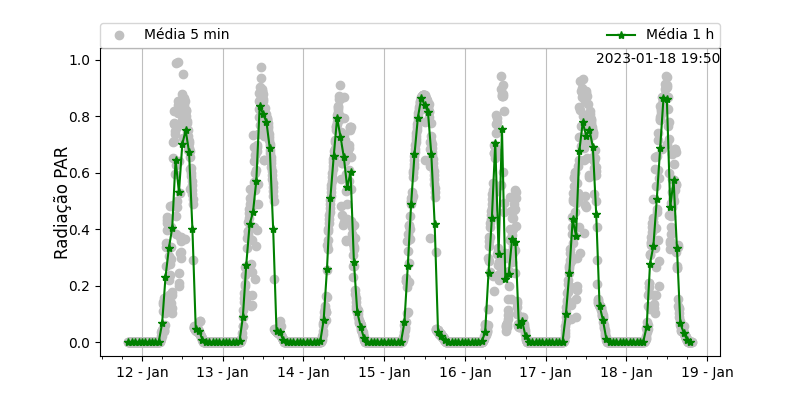 Média 5 min
Média 1 h
2023-01-18 19:50
Radiação PAR
1.0
0.8
0.6
0.4
0.2
0.0
12 - Jan
13 - Jan
14 - Jan
15 - Jan
16 - Jan
17 - Jan
18 - Jan
19 - Jan